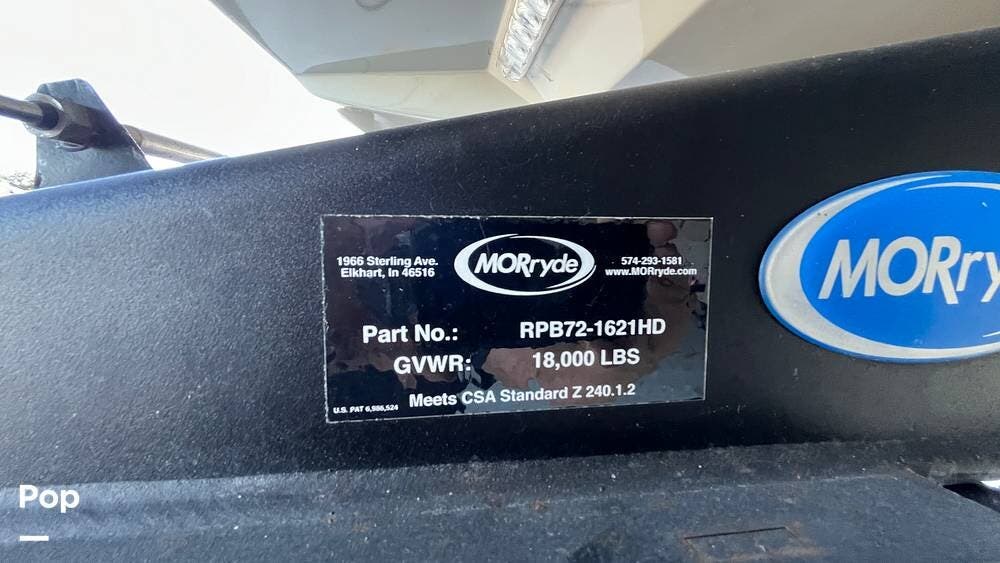 1966 Sterling Ave.
Elkhart, In 46516
MORryde
574-293-1581
www.MORryde.com
Part No.: RPB72-1621HD
GVWR: 18,000 LBS
U.S. PAT 6,986,524
Meets CSA Standard Z 240.1.2
MORry
Pop